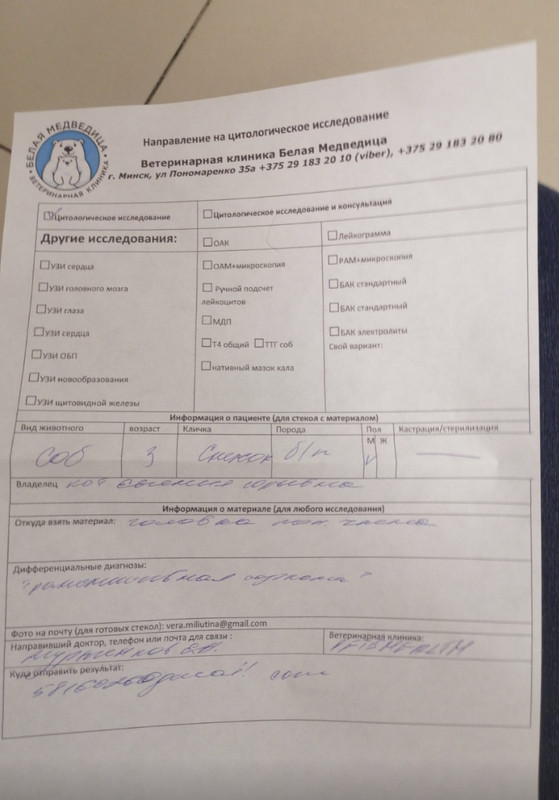 БЕЛАЯ МЕДВЕДИЦА
ВЕТЕРИНАРНАЯ КЛИНИКА
Направление на цитологическое исследование
Ветеринарная клиника Белая Медведица
г. Минск, ул Пономаренко 35а +375 29 183 20 10 (viber), +375 29 183 20 80
Цитологическое исследование
Цитологическое исследование и консультация
Другие исследования:
УЗИ сердца
УЗИ головного мозга
УЗИ глаза
УЗИ сердца
УЗИ ОБП
УЗИ новообразования
УЗИ щитовидной железы
ОАК
ОАМ+микроскопия
Ручной подсчет
лейкоцитов
МДП
Т4 общий ТТГ соб
нативный мазок кала
Лейкограмма
РАМ+микроскопия
БАК стандартный
БАК стандартный
БАК электролиты
Свой вариант:
Информация о пациенте (для стекол с материалом)
Вид животного возраст Кличка Порода Пол Кастрация/стерилизация
М Ж
Соб 3 Снежок б/п
Владелец
Информация о материале (для любого исследования)
Откуда взять материал: головка пол. члена
Дифференциальные диагнозы:
Фото на почту (для готовых стекол): vera.miliutina@gmail.com
Направивший доктор, телефон или почта для связи :
Ветеринарная клиника:
Куда отправить результат: